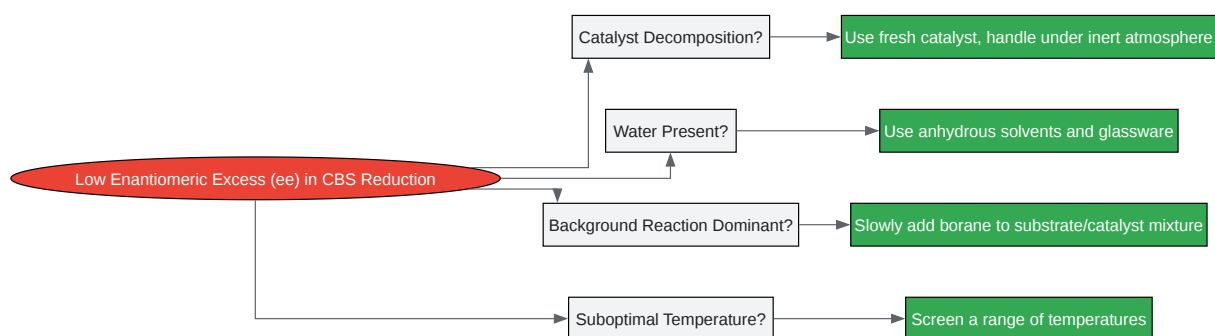 Catalyst Decomposition?
Use fresh catalyst, handle under inert atmosphere
Water Present?
Use anhydrous solvents and glassware
Low Enantiomeric Excess (ee) in CBS Reduction
Background Reaction Dominant?
Slowly add borane to substrate/catalyst mixture
Suboptimal Temperature?
Screen a range of temperatures